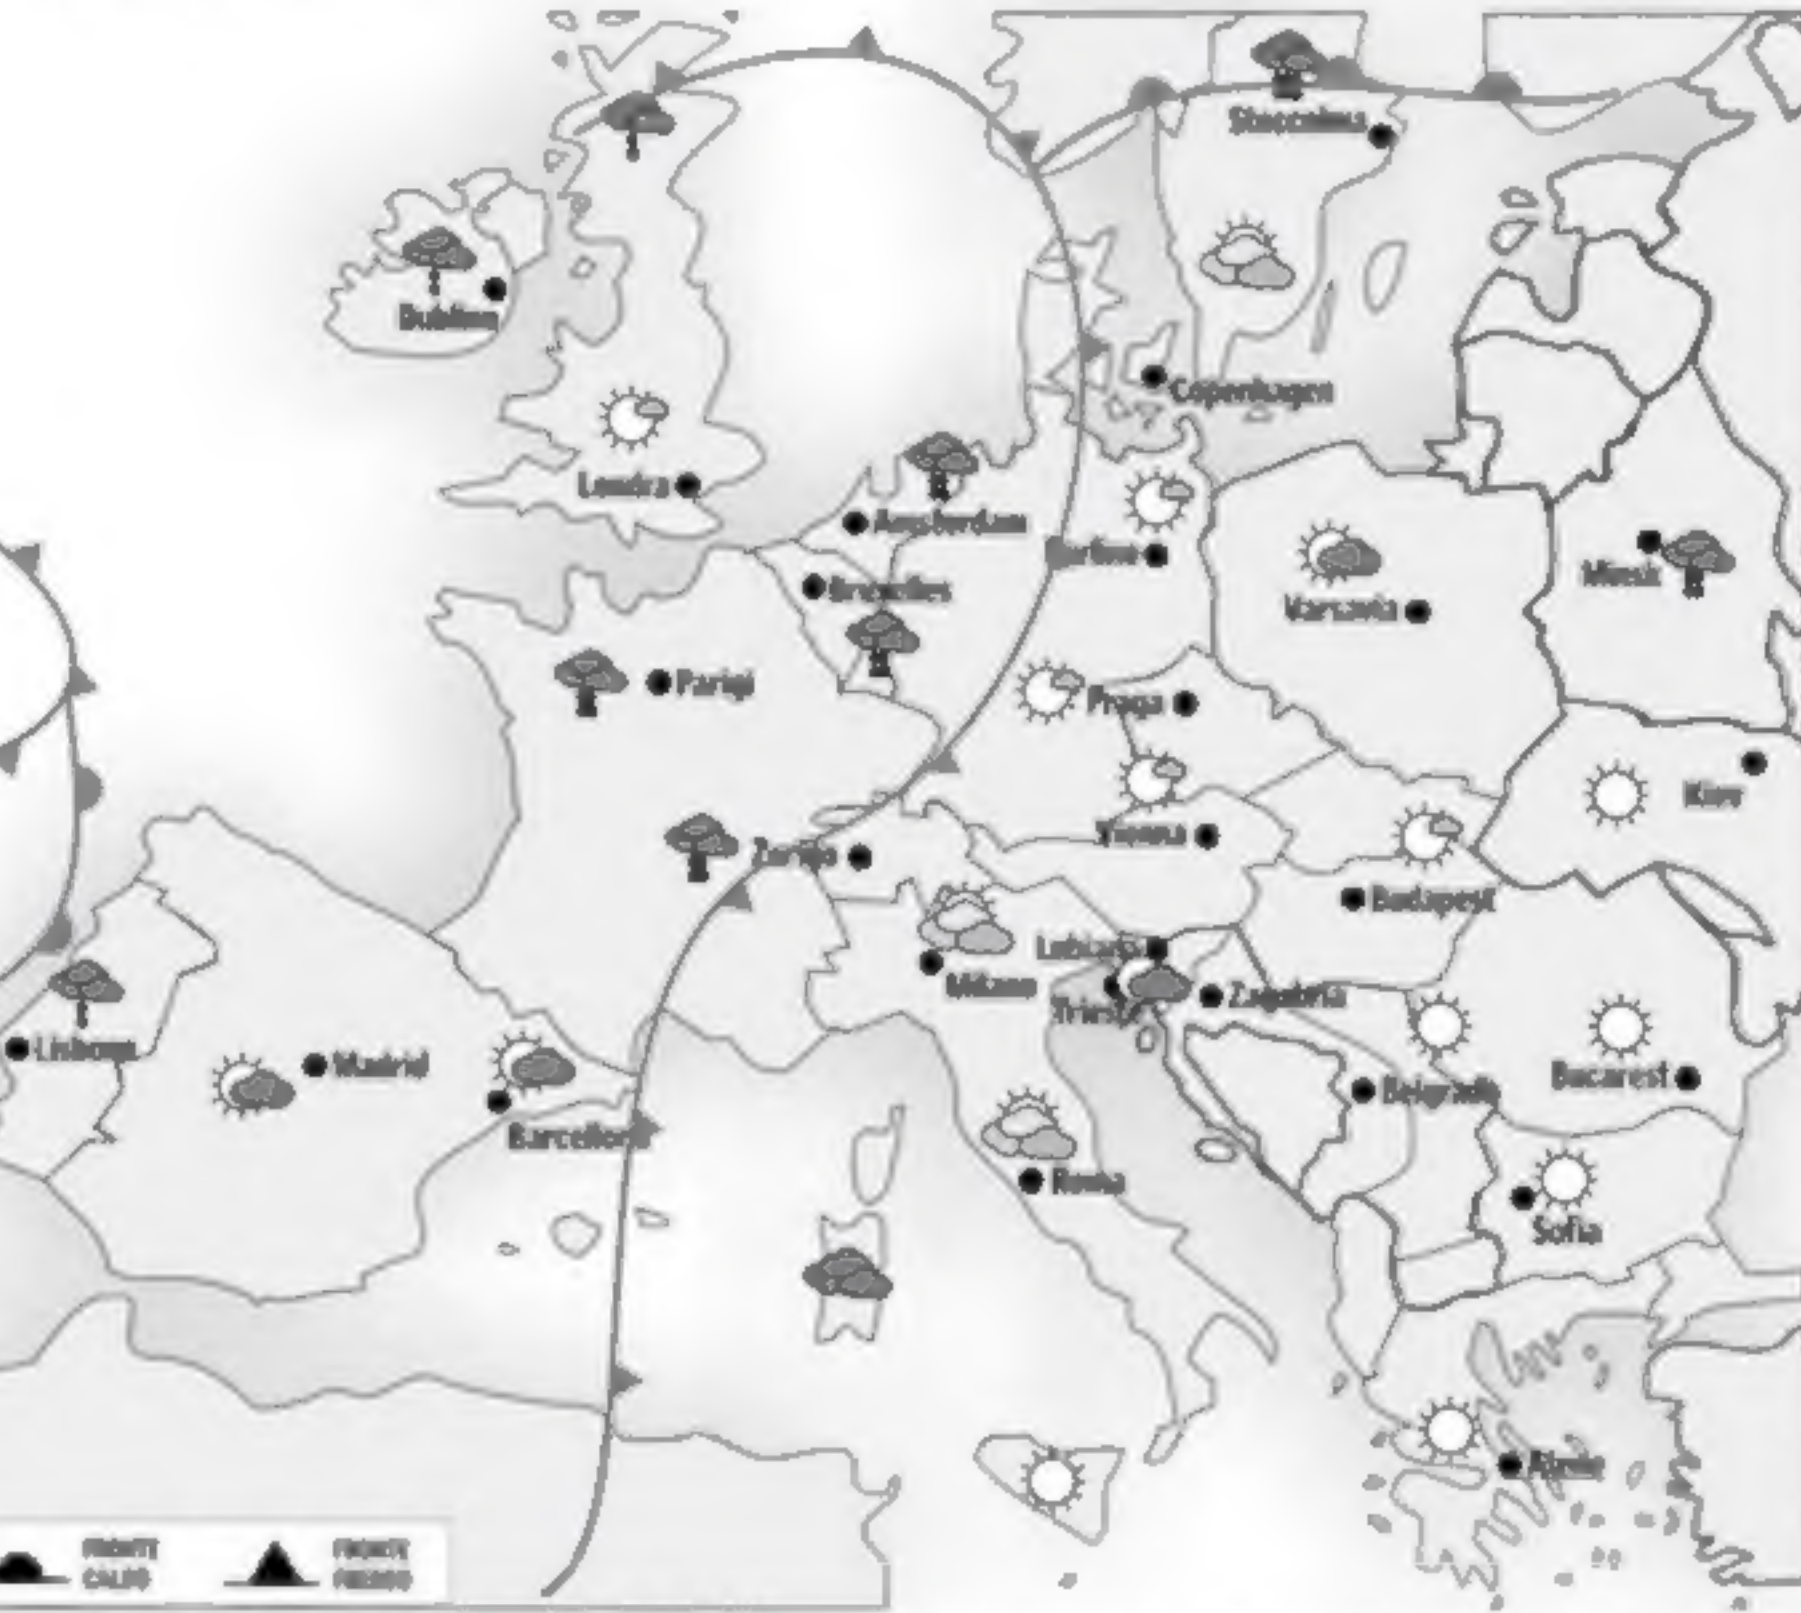 Stoccolma
Dublino
Copenhagen
Londra
Amsterdam
Berlino
Bruxelles
Minsk
Varsavia
Parigi
Praga
Kiev
Vienna
Zurigo
Budapest
Lubiana
Milano
Zagabria
Trieste
Lisbona
Madrid
Bucarest
Belgrado
Barcellona
Roma
Sofia
Atene
FRONTE
CALDO
FRONTE
FREDDO